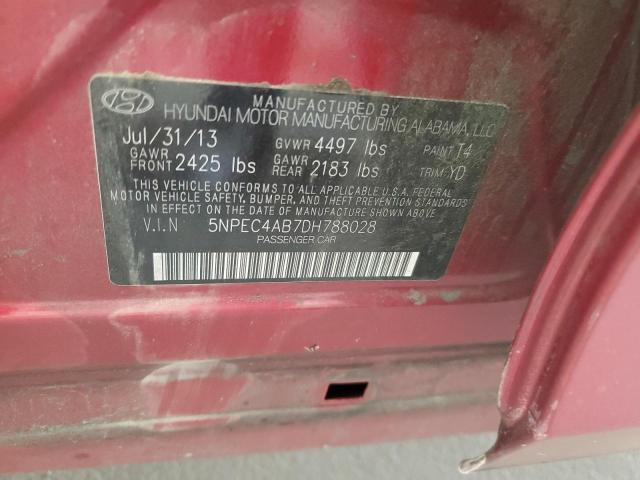 MANUFACTURED BY
HYUNDAI MOTOR MANUFACTURING ALABAMA, LLC
Jul/31/13 GVWR 4497 lbs PAINT T4
GAWR FRONT 2425 lbs GAWR REAR 2183 lbs TRIM YD
THIS VEHICLE CONFORMS TO ALL APPLICABLE U.S.A. FEDERAL
MOTOR VEHICLE SAFETY, BUMPER, AND THEFT PREVENTION STANDARDS
IN EFFECT ON THE DATE OF MANUFACTURE SHOWN ABOVE.
V.I.N 5NPEC4AB7DH788028
PASSENGER CAR